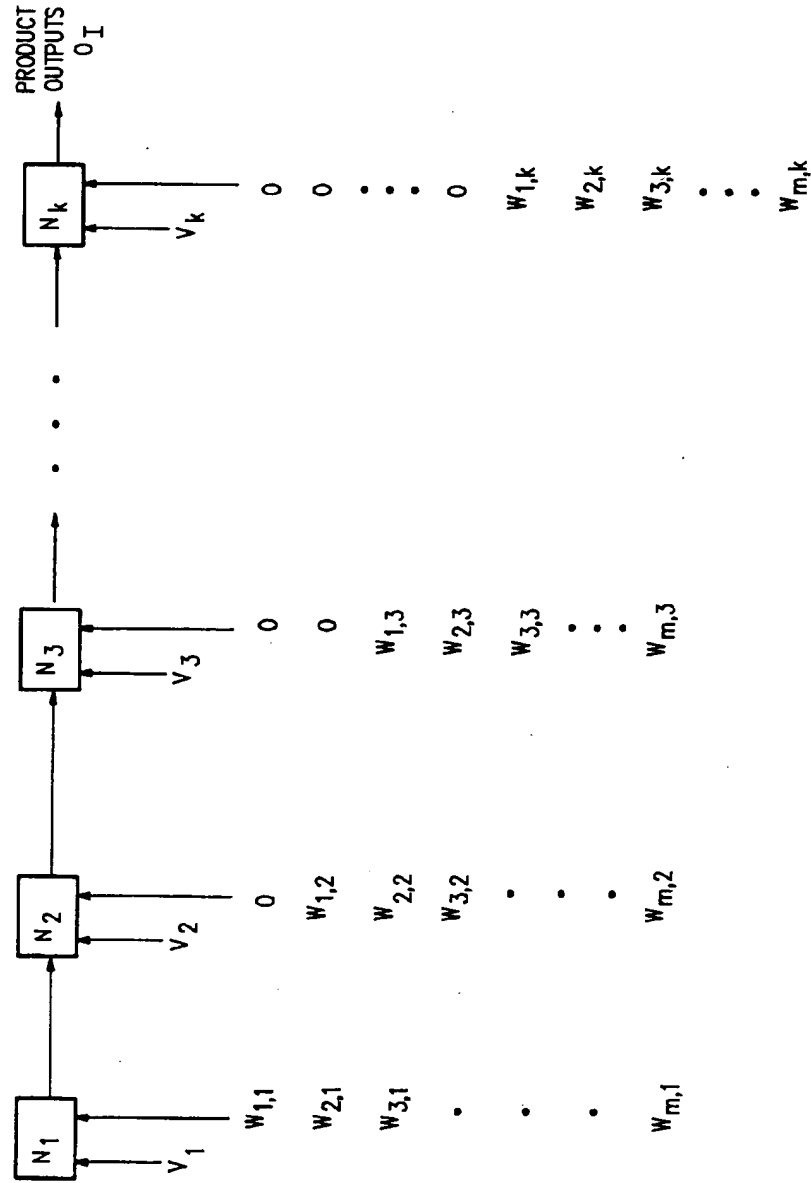 PRODUCT
OUTPUTS
O_I
N_1 N_2 N_3 • • • N_k
V_1 V_2 V_3 V_k
W_1,1 0 0 0
W_2,1 W_1,2 0 0
W_3,1 W_2,2 W_1,3 • • •
• W_3,2 W_2,3 0
• • W_3,3 W_1,k
• • • • • W_2,k
W_m,1 W_m,2 W_m,3 W_3,k
• • •
W_m,k